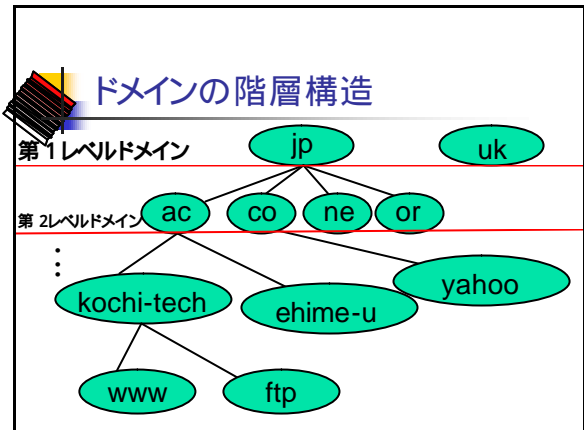 ドメインの階層構造
第1レベルドメイン
jp
uk
第2レベルドメイン
ac
co
ne
or
⋮
kochi-tech
ehime-u
yahoo
www
ftp